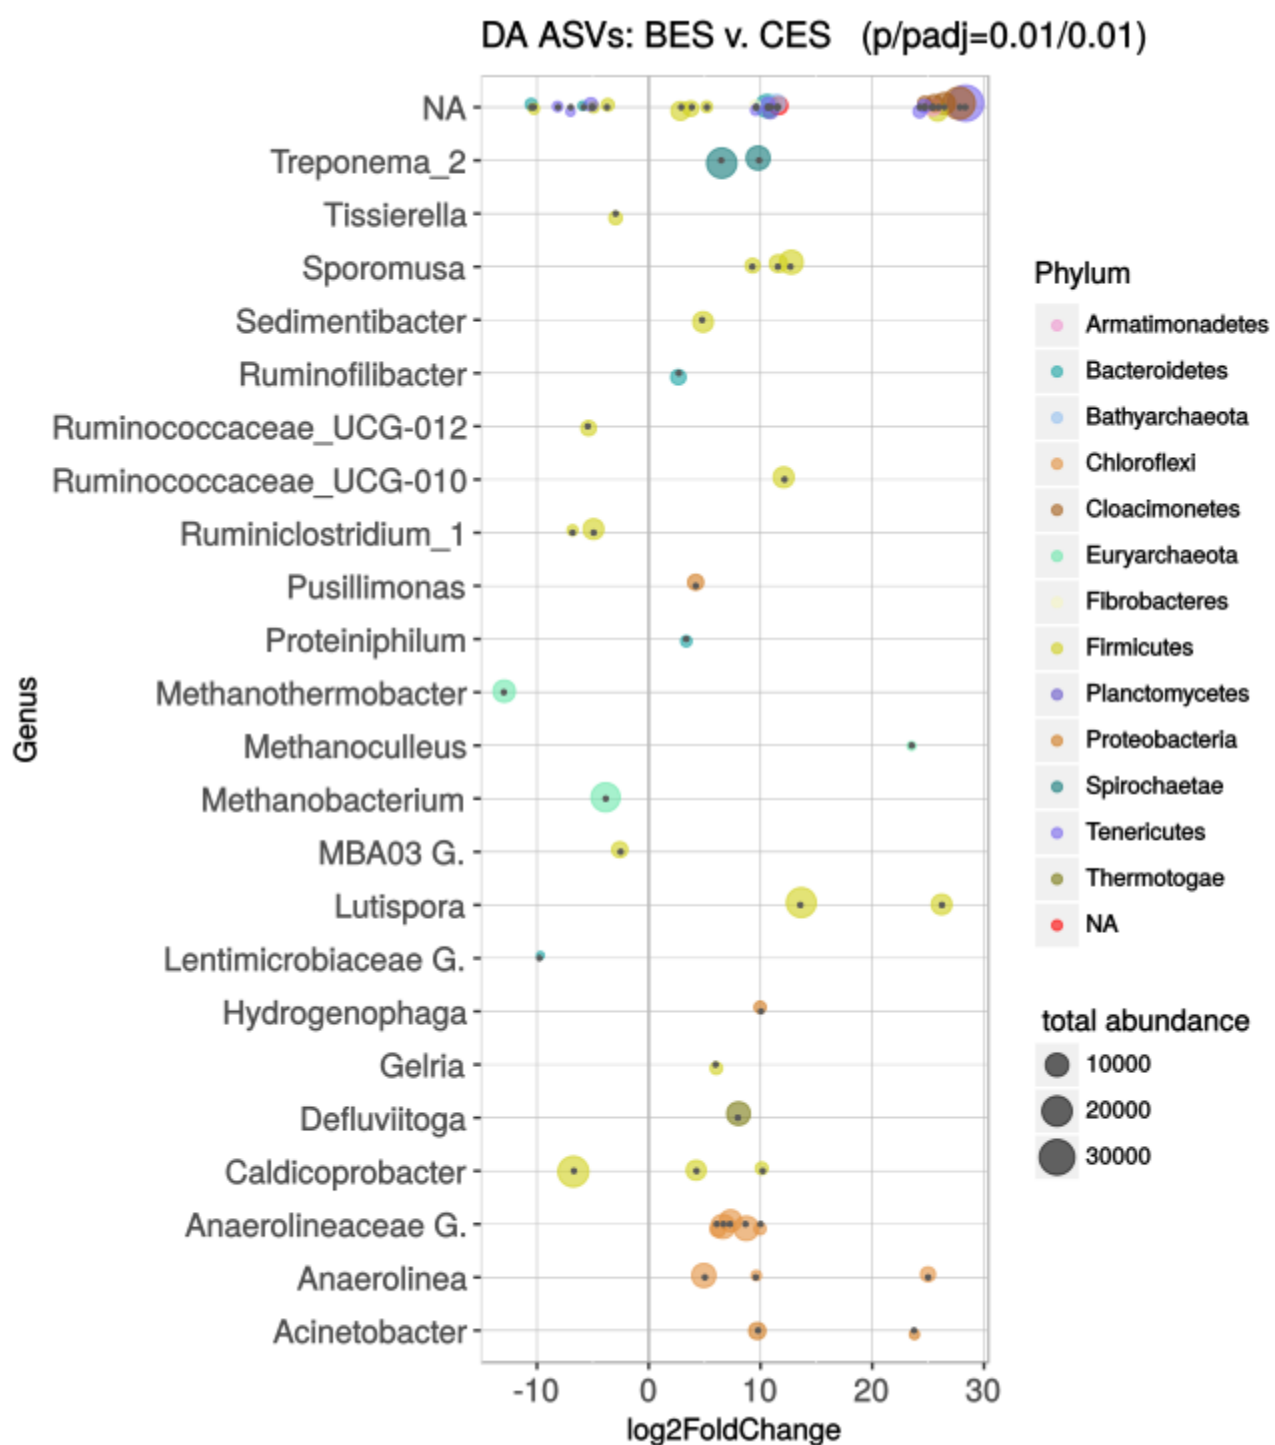 DA ASVs: BES v. CES (p/padj=0.01/0.01)
NA
Treponema_2
Tissierella
Sporomusa
Sedimentibacter
Ruminofilibacter
Ruminococcaceae_UCG-012
Ruminococcaceae_UCG-010
Ruminiclostridium_1
Pusillimonas
Proteiniphilum
Methanothermobacter
Methanoculleus
Methanobacterium
MBA03 G.
Lutispora
Lentimicrobiaceae G.
Hydrogenophaga
Gelria
Defluviitoga
Caldicoprobacter
Anaerolineaceae G.
Anaerolinea
Acinetobacter
Genus
-10 0 10 20 30
log2FoldChange
Phylum
Armatimonadetes
Bacteroidetes
Bathyarchaeota
Chloroflexi
Cloacimonetes
Euryarchaeota
Fibrobacteres
Firmicutes
Planctomycetes
Proteobacteria
Spirochaetae
Tenericutes
Thermotogae
NA
total abundance
10000
20000
30000